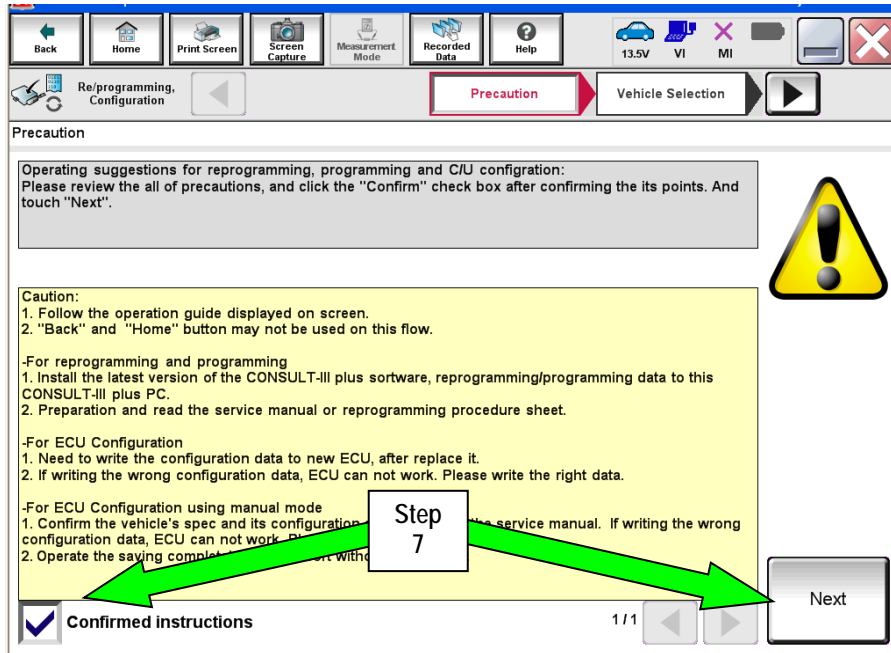 Back
Home
Print Screen
Screen
Capture
Measurement
Mode
Recorded
Data
Help
13.5V
VI
MI
Re/programming,
Configuration
Precaution
Vehicle Selection
Precaution
Operating suggestions for reprogramming, programming and C/U configration:
Please review the all of precautions, and click the "Confirm" check box after confirming the its points. And
touch "Next".
Caution:
1. Follow the operation guide displayed on screen.
2. "Back" and "Home" button may not be used on this flow.
-For reprogramming and programming
1. Install the latest version of the CONSULT-III plus sortware, reprogramming/programming data to this
CONSULT-III plus PC.
2. Preparation and read the service manual or reprogramming procedure sheet.
-For ECU Configuration
1. Need to write the configuration data to new ECU, after replace it.
2. If writing the wrong configuration data, ECU can not work. Please write the right data.
-For ECU Configuration using manual mode
1. Confirm the vehicle's spec and its configuration service manual. If writing the wrong
configuration data, ECU can not work.
2. Operate the saving
Step
7
Confirmed instructions
1/1
Next